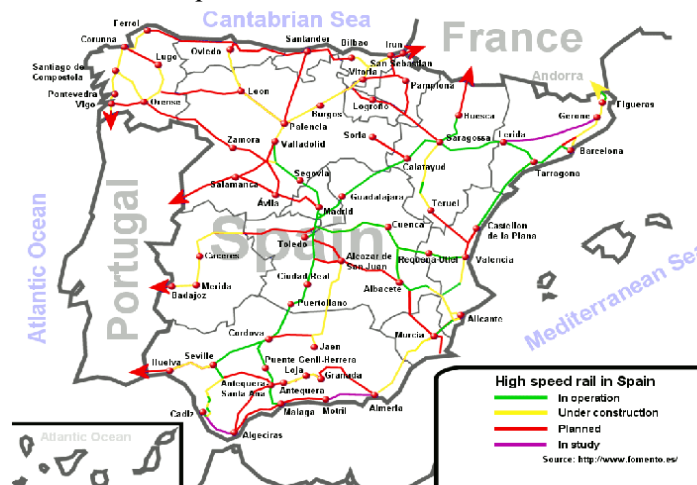 Cantabrian Sea
Ferrol
Corunna
Santander
Bilbao
Irun
France
Oviedo
San Sebastian
Santiago de
Compostela
Lugo
Vitoria
Andorra
Pamplona
Pontevedra
Leon
Logroño
Figueras
Vigo
Orense
Burgos
Huesca
Gerone
Palencia
Soria
Saragossa
Lerida
Zamora
Valladolid
Barcelona
Calatayud
Segovia
Tarragona
Salamanca
Ávila
Guadalajara
Madrid
Teruel
Castellon
de la Plana
Atlantic Ocean
Portugal
Spain
Cuenca
Toledo
Caceres
Alcazar de
San Juan
Requena-Utiel
Valencia
Ciudad Real
Merida
Badajoz
Albacete
Puertollano
Mediterranean Sea
Alicante
Cordova
Murcia
Jaen
Huelva
Seville
Puente Genil-Herrera
Loja
Granada
Antequera
Santa Ana
Antequera
Cadiz
Malaga
Motril
Almeria
Algeciras
Atlantic Ocean
High speed rail in Spain
In operation
Under construction
Planned
In study
Source: http://www.fomento.es/